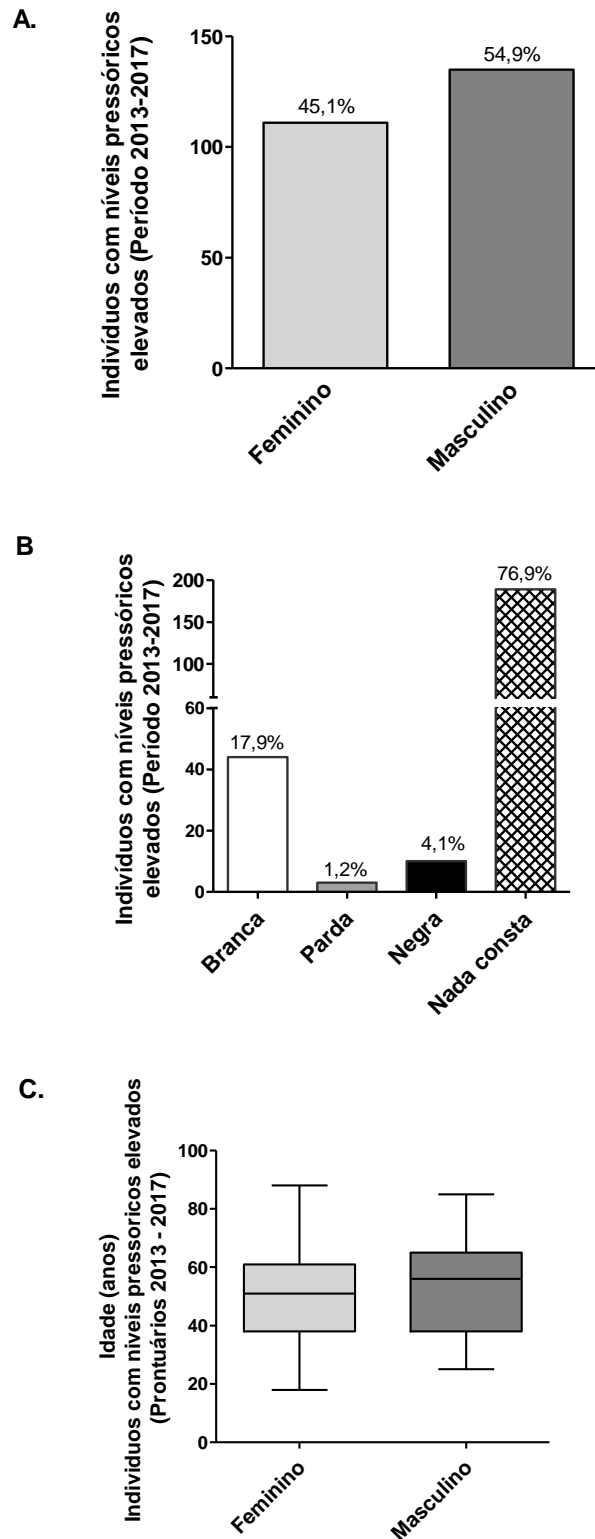 A.
Indivíduos com níveis pressóricos
elevados (Período 2013-2017)
150
100
50
0
45,1%
54,9%
Feminino
Masculino
B
Indivíduos com níveis pressóricos
elevados (Período 2013-2017)
200
150
100
60
40
20
0
17,9%
1,2%
4,1%
76,9%
Branca
Parda
Negra
Nada consta
C.
Idade (anos)
Individuos com niveis pressoricos elevados
(Prontuários 2013 - 2017)
100
80
60
40
20
0
Feminino
Masculino